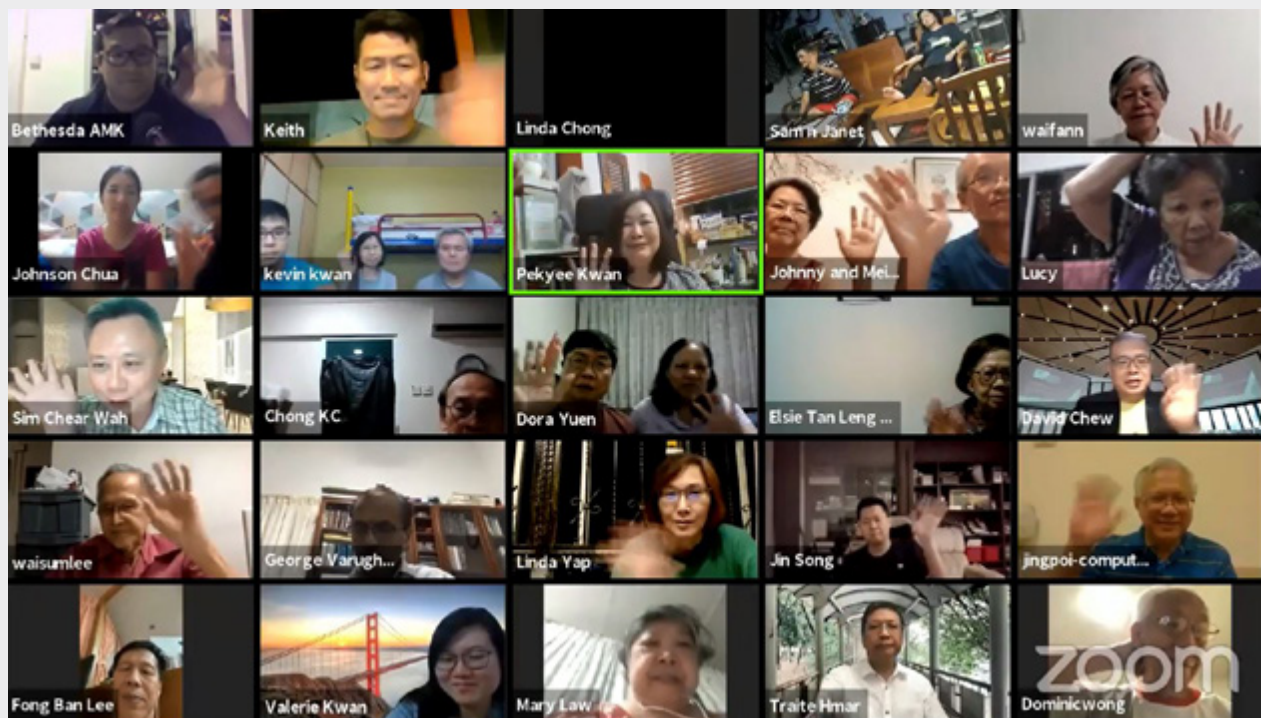 Bethesda AMK
Keith
Linda Chong
Sam n Janet
waifann
Johnson Chua
kevin kwan
Pekyee Kwan
Johnny and Mei...
Lucy
Sim Chear Wah
Chong KC
Dora Yuen
Elsie Tan Leng ...
David Chew
waisumlee
George Varugh...
Linda Yap
Jin Song
jingpoi-comput...
Fong Ban Lee
Valerie Kwan
Mary Law
Traite Hmar
Dominicwong
zoom